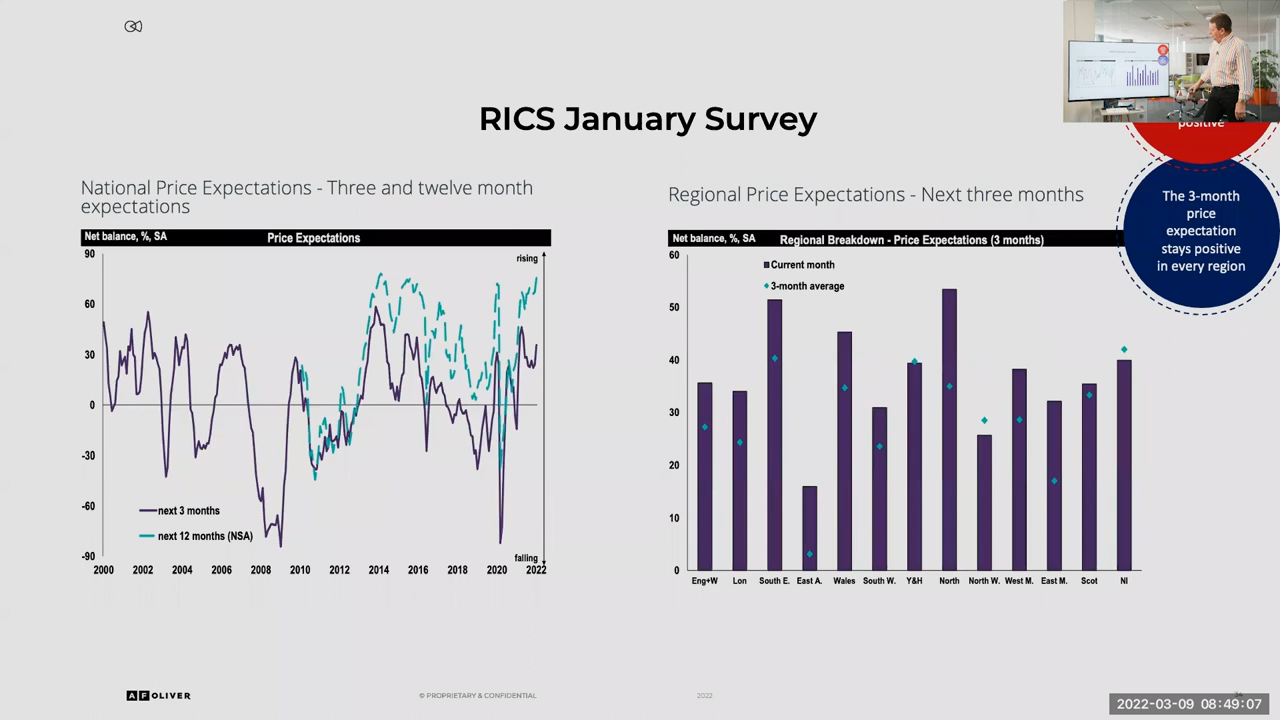 RICS January Survey
positive
The 3-month
price
expectation
stays positive
in every region
National Price Expectations - Three and twelve month
expectations
Net balance, %, SA
Price Expectations
90
60
30
0
-30
-60
-90
rising
falling
next 3 months
next 12 months (NSA)
2000 2002 2004 2006 2008 2010 2012 2014 2016 2018 2020 2022
Regional Price Expectations - Next three months
Net balance, %, SA
Regional Breakdown - Price Expectations (3 months)
Current month
3-month average
60
50
40
30
20
10
0
Eng+W Lon South E. East A. Wales South W. Y&H North North W. West M. East M. Scot NI
AF OLIVER
© PROPRIETARY & CONFIDENTIAL
2022
2022-03-09 08:49:07